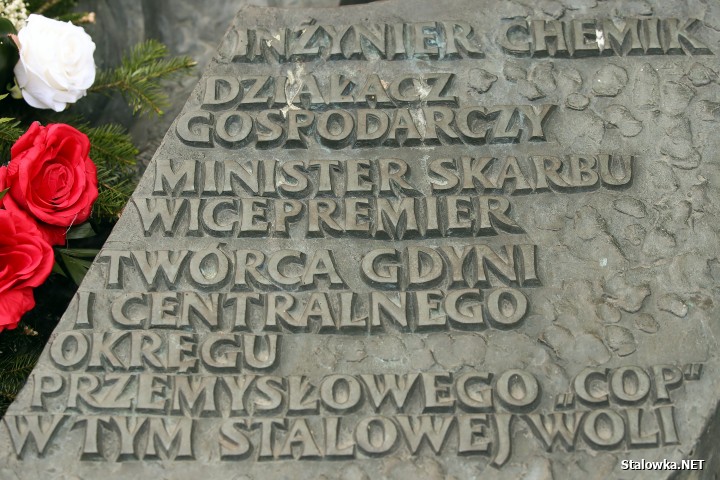 INŻYNIER CHEMIK
DZIAŁACZ
GOSPODARCZY
MINISTER SKARBU
WICEPREMIER
TWÓRCA GDYNI
I CENTRALNEGO
OKRĘGU
PRZEMYSŁOWEGO „COP"
W TYM STALOWEJ WOLI
Stalowka.NET